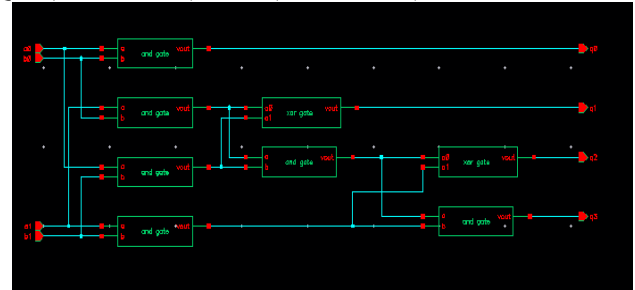 a0 a vout q0
b0 b and gate
a vout a0 vout q1
b and gate a1 xor gate
a vout a vout a0 vout q2
b and gate b and gate a1 xor gate
a1 a vout a vout q3
b1 b and gate b and gate